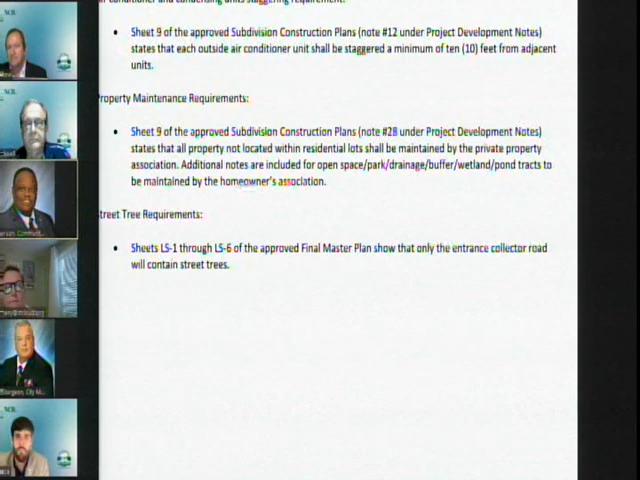 conditioner and condensing units staggering requirement:
• Sheet 9 of the approved Subdivision Construction Plans (note #12 under Project Development Notes)
states that each outside air conditioner unit shall be staggered a minimum of ten (10) feet from adjacent
units.
roperty Maintenance Requirements:
• Sheet 9 of the approved Subdivision Construction Plans (note #28 under Project Development Notes)
states that all property not located within residential lots shall be maintained by the private property
association. Additional notes are included for open space/park/drainage/buffer/wetland/pond tracts to
be maintained by the homeowner's association.
treet Tree Requirements:
• Sheets LS-1 through LS-6 of the approved Final Master Plan show that only the entrance collector road
will contain street trees.